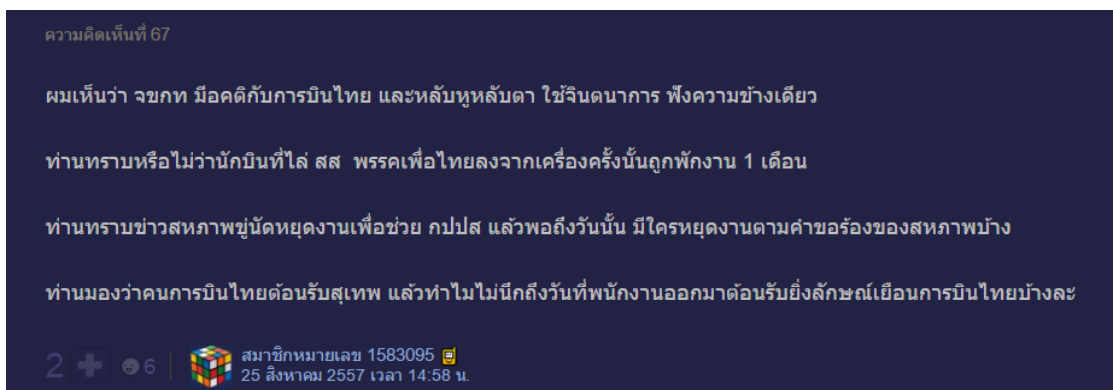 ความคิดเห็นที่ 67
ผมเห็นว่า จขกท มีอคติกับการบินไทย และหลับหูหลับตา ใช้จินตนาการ ฟังความข้างเดียว
ท่านทราบหรือไม่ว่านักบินที่ไล่ สส พรรคเพื่อไทยลงจากเครื่องครั้งนั้นถูกพักงาน 1 เดือน
ท่านทราบข่าวสหภาพขู่นัดหยุดงานเพื่อช่วย กปปส แล้วพอถึงวันนั้น มีใครหยุดงานตามคำขอร้องของสหภาพบ้าง
ท่านมองว่าคนการบินไทยต้อนรับสุเทพ แล้วทำไมไม่นึกถึงวันที่พนักงานออกมาต้อนรับยิ่งลักษณ์เยือนการบินไทยบ้างละ
2 6 สมาชิกหมายเลข 1583095
25 สิงหาคม 2557 เวลา 14:58 น.